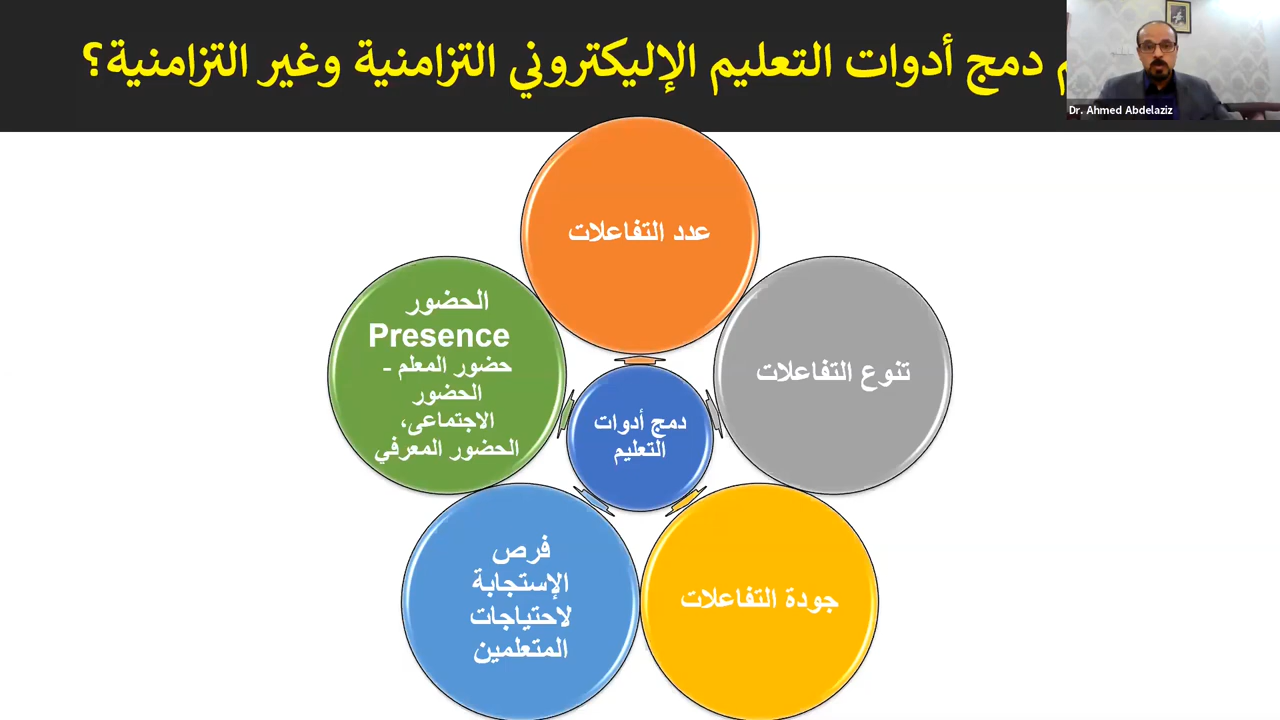 دمج أدوات التعليم الإليكتروني التزامنية وغير التزامنية؟
Dr. Ahmed Abdelaziz
عدد التفاعلات
تنوع التفاعلات
جودة التفاعلات
فرص
الإستجابة
لاحتياجات
المتعلمين
الحضور
Presence
حضور المعلم -
الحضور
الاجتماعى،
الحضور المعرفي
دمج أدوات
التعليم